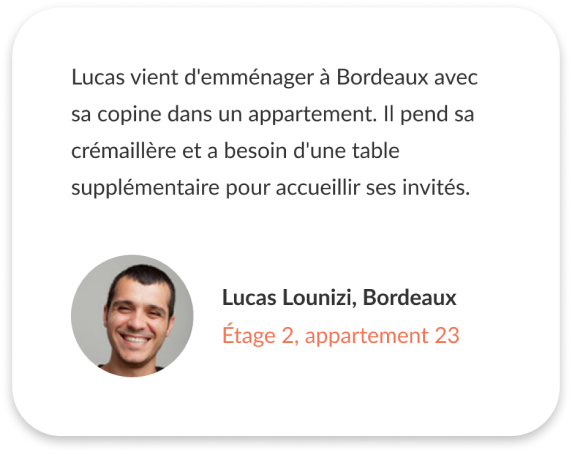 Lucas vient d'emménager à Bordeaux avec
sa copine dans un appartement. Il pend sa
crémaillère et a besoin d'une table
supplémentaire pour accueillir ses invités.
Lucas Lounizi, Bordeaux
Étage 2, appartement 23